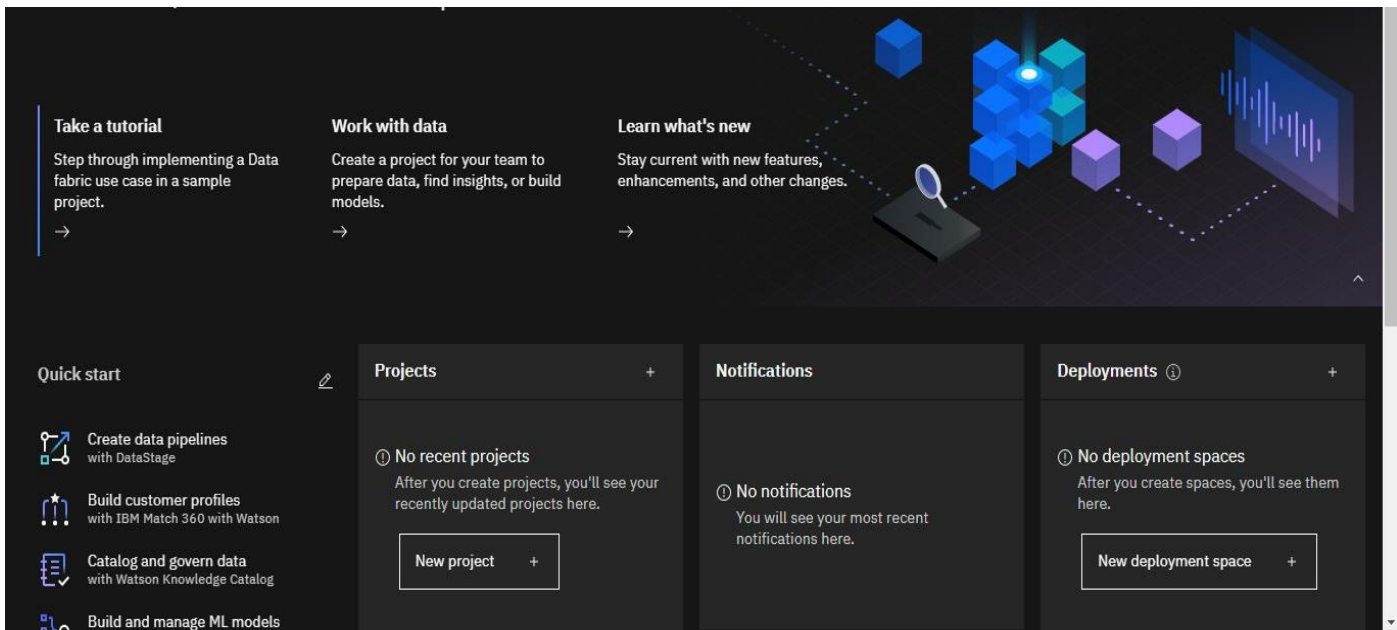 Take a tutorial
Step through implementing a Data
fabric use case in a sample
project.
Work with data
Create a project for your team to
prepare data, find insights, or build
models.
Learn what's new
Stay current with new features,
enhancements, and other changes.
Quick start
Create data pipelines
with DataStage
Build customer profiles
with IBM Match 360 with Watson
Catalog and govern data
with Watson Knowledge Catalog
Build and manage ML models
Projects +
No recent projects
After you create projects, you'll see your
recently updated projects here.
New project +
Notifications
No notifications
You will see your most recent
notifications here.
Deployments +
No deployment spaces
After you create spaces, you'll see them
here.
New deployment space +